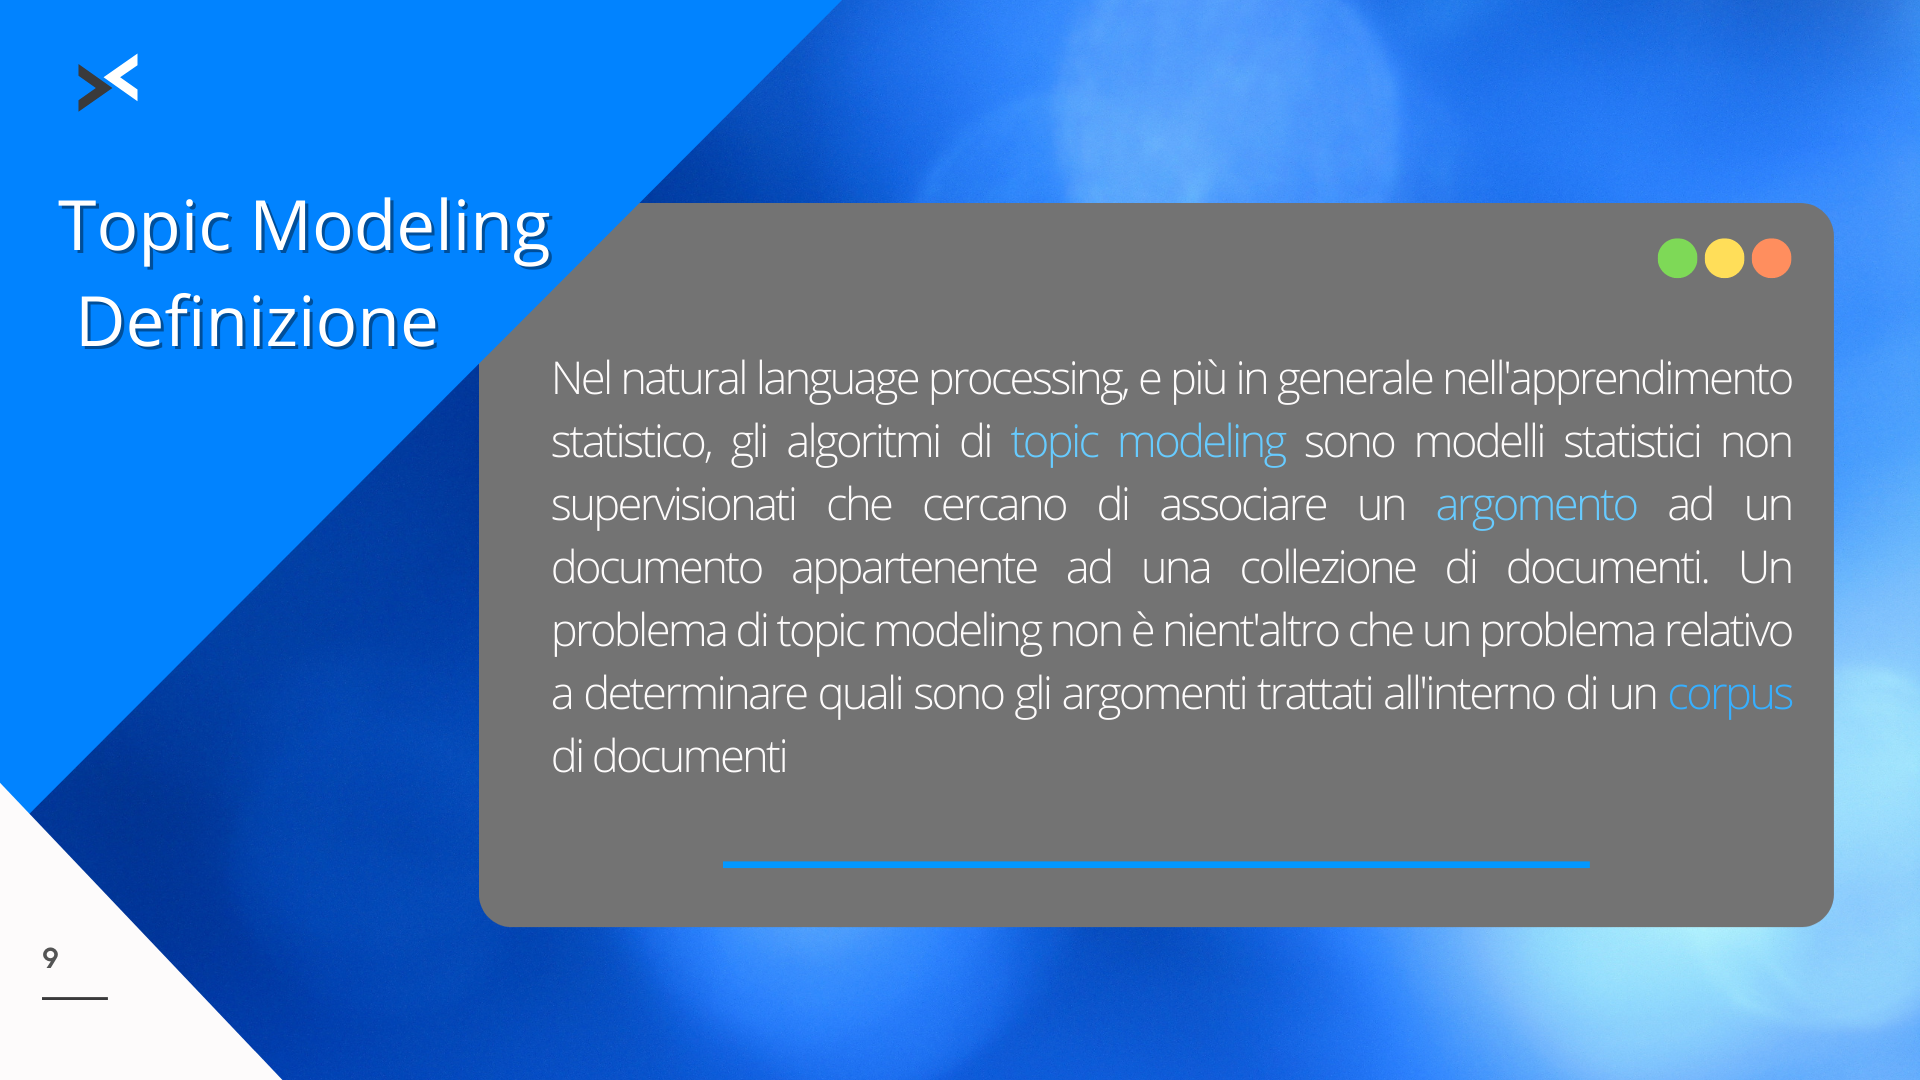 Topic Modeling
Definizione
Nel natural language processing, e più in generale nell'apprendimento
statistico, gli algoritmi di topic modeling sono modelli statistici non
supervisionati che cercano di associare un argomento ad un
documento appartenente ad una collezione di documenti. Un
problema di topic modeling non è nient'altro che un problema relativo
a determinare quali sono gli argomenti trattati all'interno di un corpus
di documenti
9